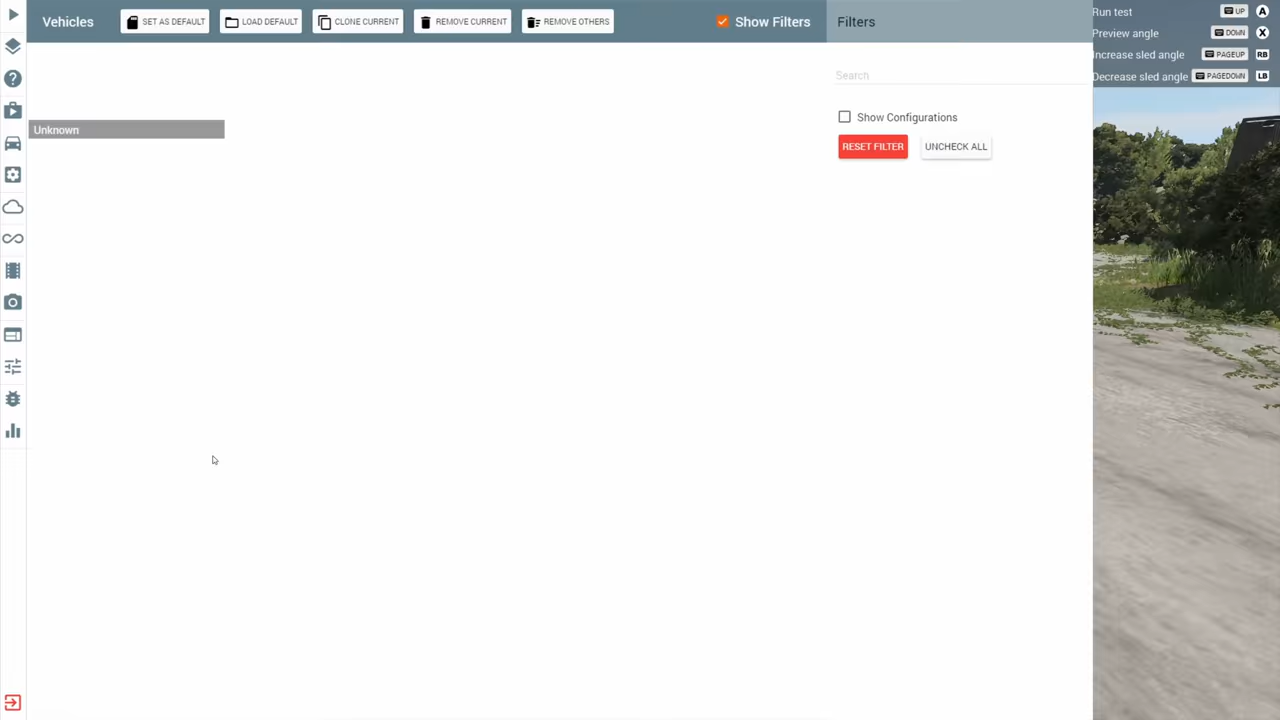 Vehicles
SET AS DEFAULT
LOAD DEFAULT
CLONE CURRENT
REMOVE CURRENT
REMOVE OTHERS
Show Filters
Filters
Run test UP A
Preview angle DOWN X
Increase sled angle PAGEUP RB
Decrease sled angle PAGEDOWN LB
Search
Show Configurations
RESET FILTER
UNCHECK ALL
Unknown